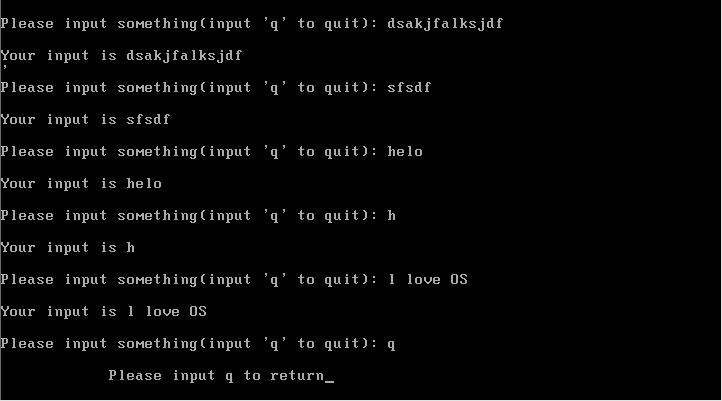 Please input something(input 'q' to quit): dsakjfalksjdf
Your input is dsakjfalksjdf
'
Please input something(input 'q' to quit): sfsdf
Your input is sfsdf
Please input something(input 'q' to quit): helo
Your input is helo
Please input something(input 'q' to quit): h
Your input is h
Please input something(input 'q' to quit): l love OS
Your input is l love OS
Please input something(input 'q' to quit): q
Please input q to return_